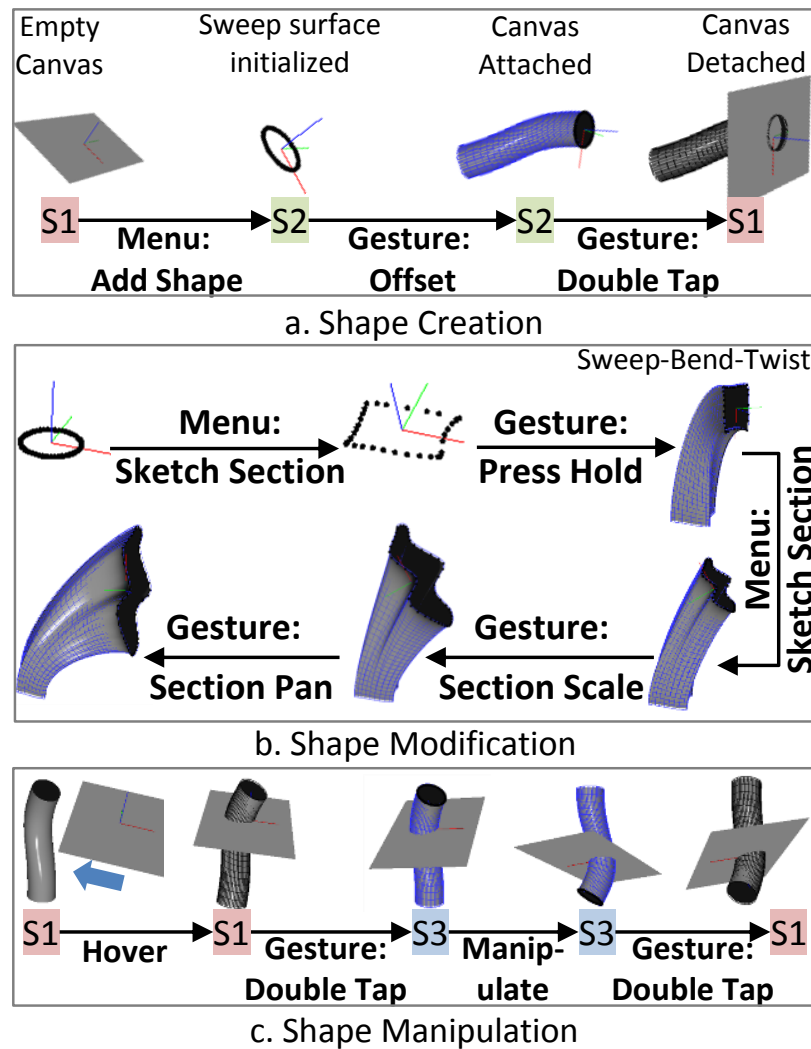 Empty Canvas
Sweep surface initialized
Canvas Attached
Canvas Detached
S1
S2
S2
S1
Menu: Add Shape
Gesture: Offset
Gesture: Double Tap
a. Shape Creation
Sweep-Bend-Twist
Menu: Sketch Section
Gesture: Press Hold
Menu: Sketch Section
Gesture: Section Scale
Gesture: Section Pan
b. Shape Modification
S1
S1
S3
S3
S1
Hover
Gesture: Double Tap
Manip-
ulate
Gesture: Double Tap
c. Shape Manipulation